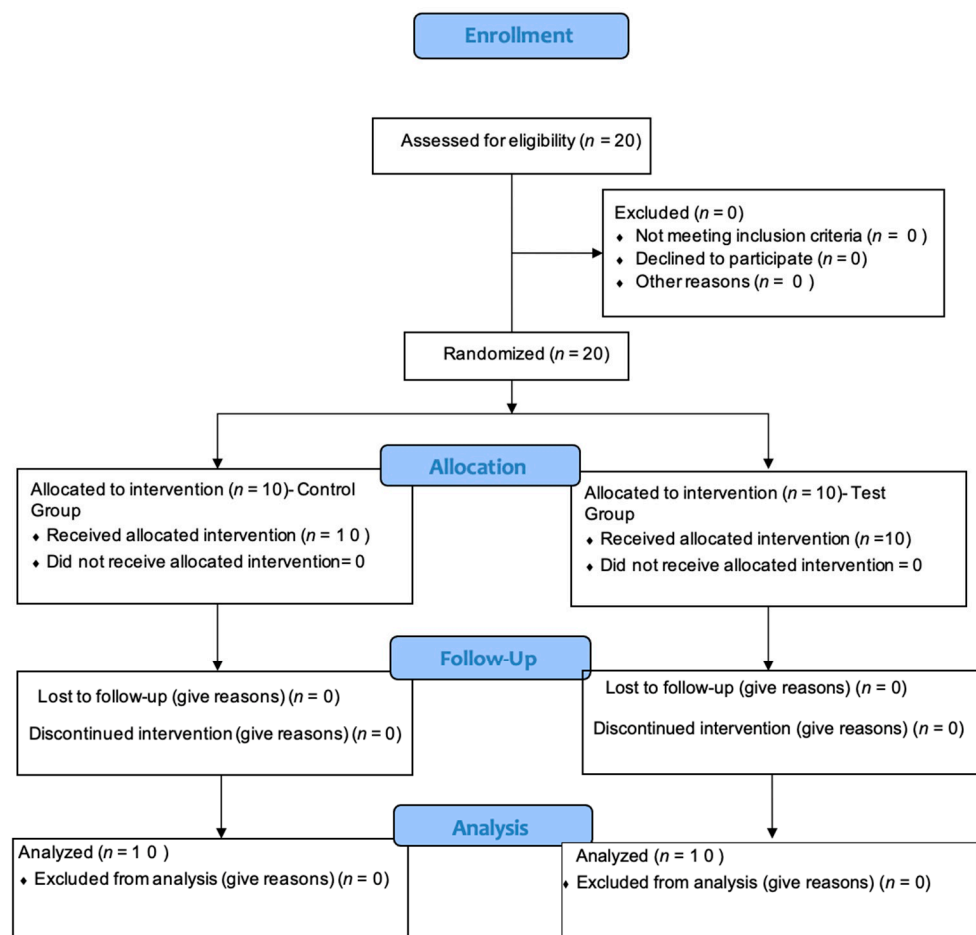 Enrollment
Assessed for eligibility (n = 20)
Excluded (n = 0)
♦ Not meeting inclusion criteria (n = 0 )
♦ Declined to participate (n = 0)
♦ Other reasons (n = 0 )
Randomized (n = 20)
Allocation
Allocated to intervention (n = 10)- Control
Group
♦ Received allocated intervention (n = 1 0 )
♦ Did not receive allocated intervention= 0
Allocated to intervention (n = 10)- Test
Group
♦ Received allocated intervention (n =10)
♦ Did not receive allocated intervention = 0
Follow-Up
Lost to follow-up (give reasons) (n = 0)
Discontinued intervention (give reasons) (n = 0)
Lost to follow-up (give reasons) (n = 0)
Discontinued intervention (give reasons) (n = 0)
Analysis
Analyzed (n = 1 0 )
♦ Excluded from analysis (give reasons) (n = 0)
Analyzed (n = 1 0 )
♦ Excluded from analysis (give reasons) (n = 0)